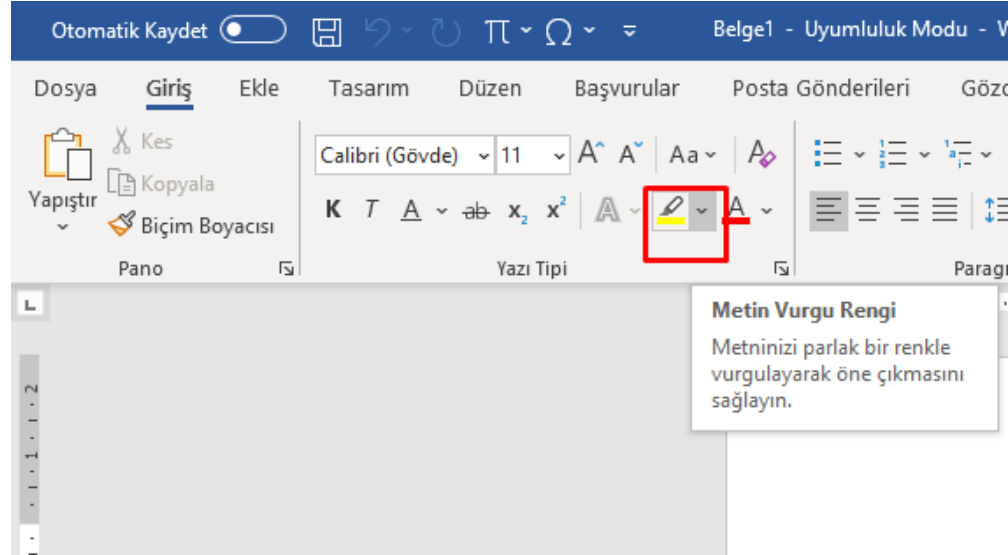 Otomatik Kaydet
Belge1 - Uyumluluk Modu -
Dosya Giriş Ekle Tasarım Düzen Başvurular Posta Gönderileri
Yapıştır
Kes
Kopyala
Biçim Boyacısı
Pano
Calibri (Gövde) 11 Aa
K T A ab x₂ x² A A
Yazı Tipi
Metin Vurgu Rengi
Metninizi parlak bir renkle
vurgulayarak öne çıkmasını
sağlayın.
L
2
1